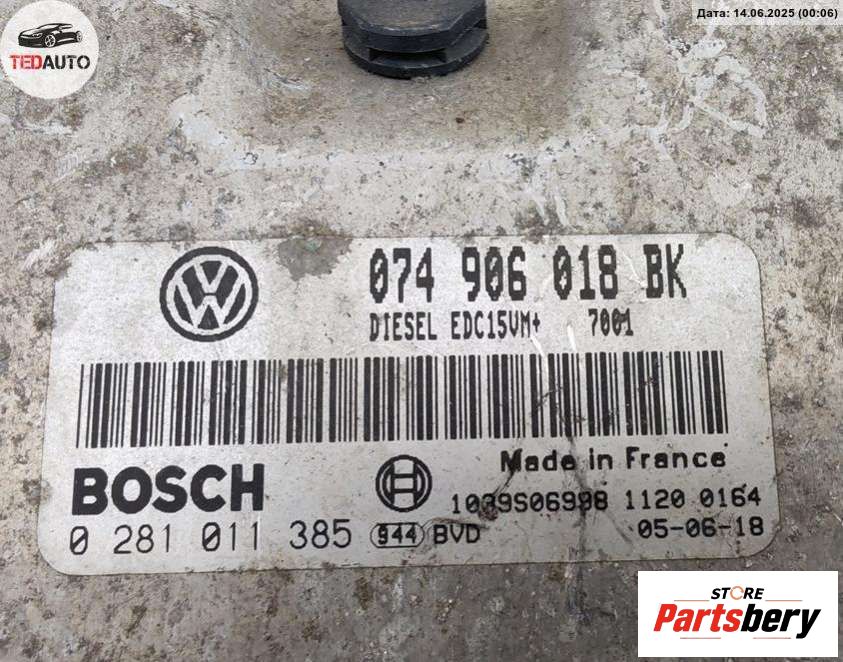 Дата: 14.06.2025 (00:06)
TEDAUTO
074 906 018 BK
DIESEL EDC15VM+ 7001
BOSCH
Made in France
1039S06998 1120 0164
0 281 011 385 944 BVD 05-06-18
STORE
Partsbery